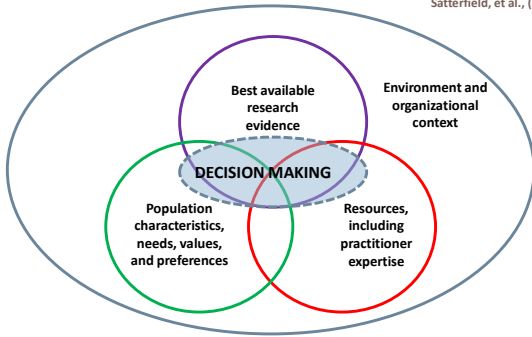 Satterfield, et al., (
Best available
research
evidence
Environment and
organizational
context
DECISION MAKING
Population
characteristics,
needs, values,
and preferences
Resources,
including
practitioner
expertise